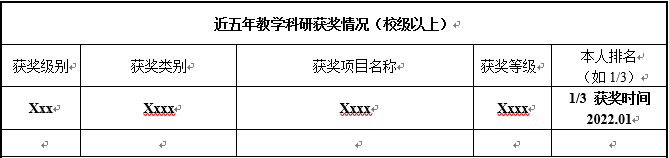 近五年教学科研获奖情况（校级以上）
获奖级别 获奖类别 获奖项目名称 获奖等级 本人排名
（如 1/3）
Xxx Xxxx Xxxx Xxxx 1/3 获奖时间
2022.01